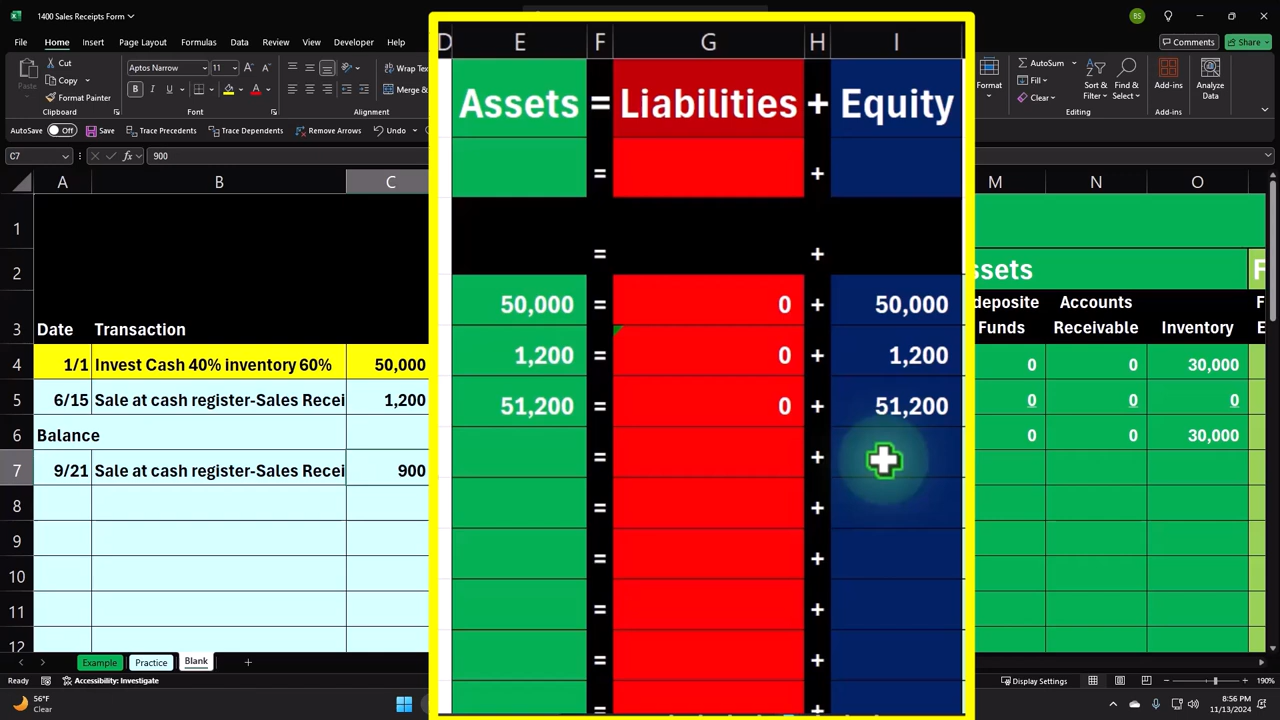 1400 Sales Receipts Form
BS
File Home Insert Page Layout Formulas Data Review View Developer Help
Comments Share
Cut
Copy
Format Painter
Aptos Narrow 11
B I U
Wrap Text
Merge &
Format
AutoSum
Fill
Clear
Sort & Filter
Find & Select
Add-ins
Analyze Data
Editing
Add-ins
AutoSave Off Save Trace Precedents Trace Dependents Remove Arrows Undo
C7 fx 900
A B C D E F G H I M N O
1
2
3
4
5
6
7
8
9
10
11
12
Assets = Liabilities + Equity
= +
= +
50,000 = 0 + 50,000
1,200 = 0 + 1,200
51,200 = 0 + 51,200
= +
= +
= +
= +
= +
= +
Date Transaction
1/1 Invest Cash 40% inventory 60% 50,000
6/15 Sale at cash register-Sales Recei 1,200
Balance
9/21 Sale at cash register-Sales Recei 900
ssets
F
deposite Accounts F
Funds Receivable Inventory E
0 0 30,000
0 0 0
0 0 30,000
Example Practice Blank
Ready Accessibility: Investigate
Display Settings 190%
56°F
Clear
8:56 PM
11/13/2024